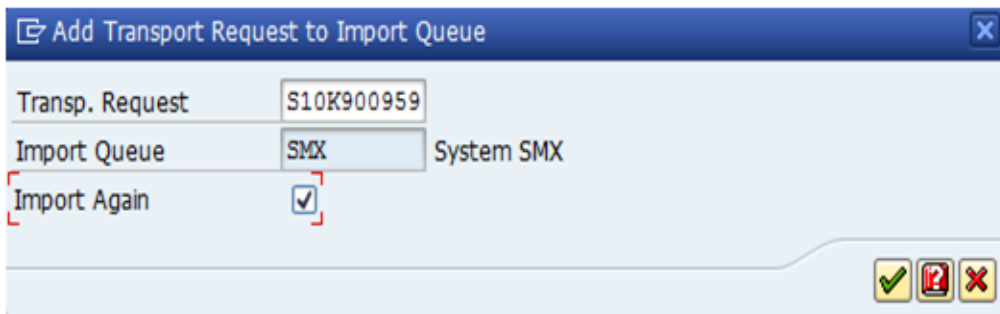 Add Transport Request to Import Queue
Transp. Request S10K900959
Import Queue SMX System SMX
Import Again